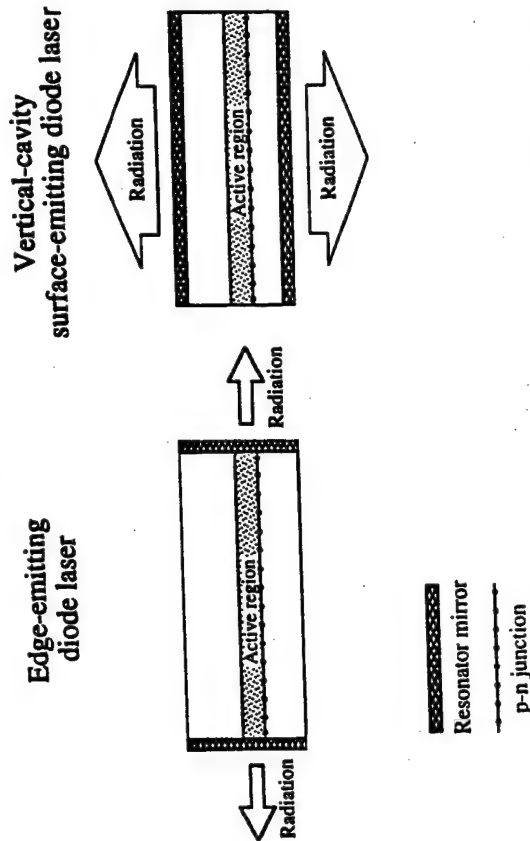 Edge-emitting
diode laser
Radiation
Active region
Radiation
Vertical-cavity
surface-emitting diode laser
Radiation
Active region
Radiation
Resonator mirror
p-n junction